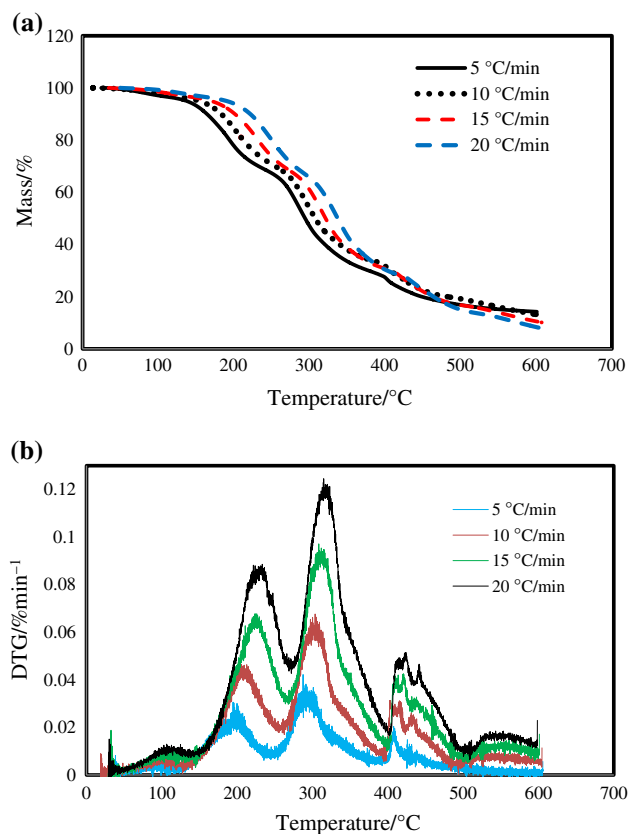 (a)
120
100
80
60
40
20
0
Mass/%
5 °C/min
10 °C/min
15 °C/min
20 °C/min
0 100 200 300 400 500 600 700
Temperature/°C
(b)
0.12
0.1
0.08
0.06
0.04
0.02
0
DTG/%min⁻¹
5 °C/min
10 °C/min
15 °C/min
20 °C/min
0 100 200 300 400 500 600 700
Temperature/°C